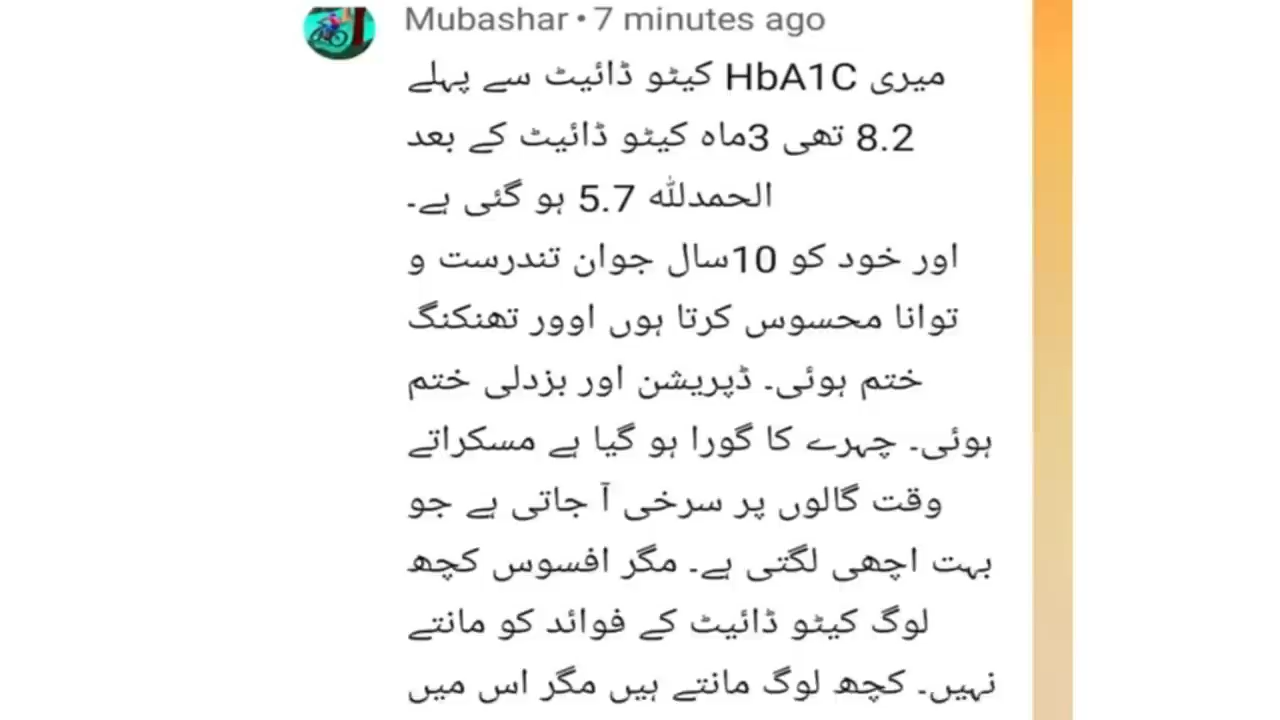 Mubashar • 7 minutes ago
میری HbA1C کیٹو ڈائیٹ سے پہلے
8.2 تھی 3ماہ کیٹو ڈائیٹ کے بعد
الحمدللّٰہ 5.7 ہو گئی ہے۔
اور خود کو 10سال جوان تندرست و
توانا محسوس کرتا ہوں اوور تھنکنگ
ختم ہوئی۔ ڈپریشن اور بزدلی ختم
ہوئی۔ چہرے کا گورا ہو گیا ہے مسکراتے
وقت گالوں پر سرخی آ جاتی ہے جو
بہت اچھی لگتی ہے۔ مگر افسوس کچھ
لوگ کیٹو ڈائیٹ کے فوائد کو مانتے
نہیں۔ کچھ لوگ مانتے ہیں مگر اس میں